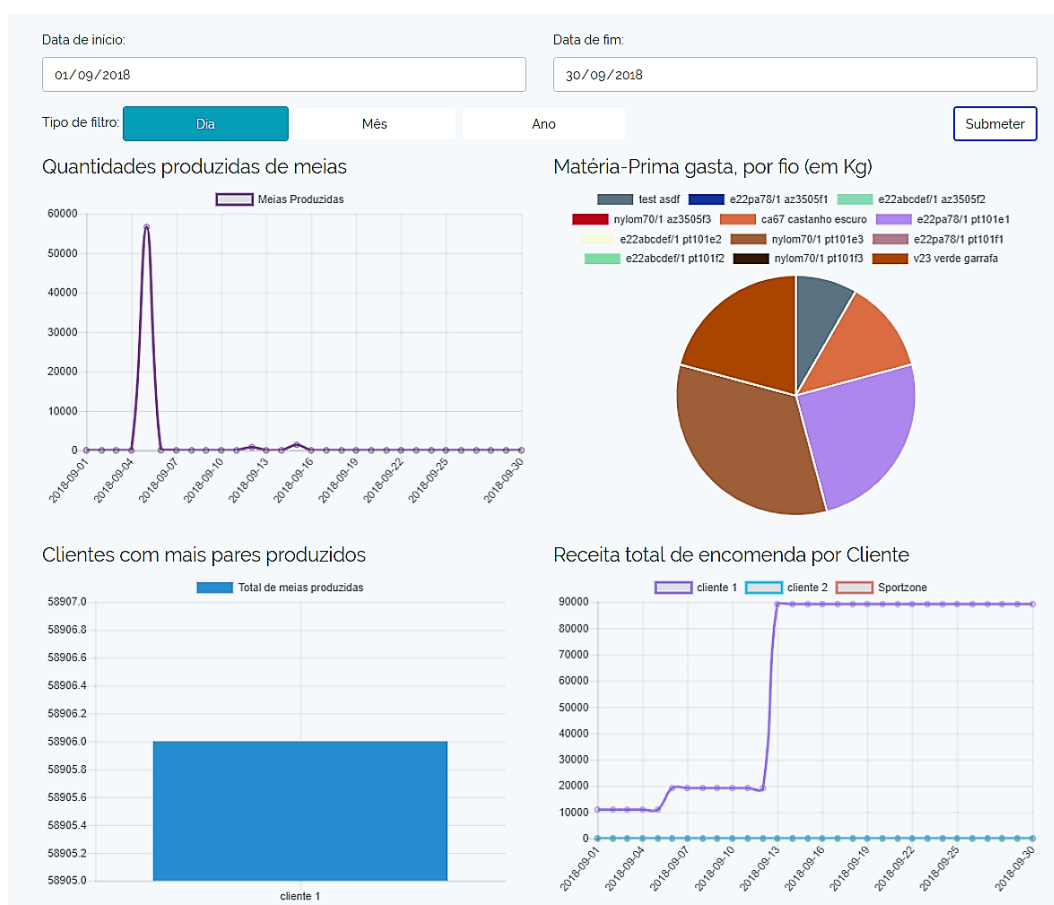 Data de início:
Data de fim:
01/09/2018
30/09/2018
Tipo de filtro:
Dia
Mês
Ano
Submeter
Quantidades produzidas de meias
Meias Produzidas
60000
50000
40000
30000
20000
10000
0
2018-09-01
2018-09-04
2018-09-07
2018-09-10
2018-09-13
2018-09-16
2018-09-19
2018-09-22
2018-09-25
2018-09-30
Matéria-Prima gasta, por fio (em Kg)
test asdf
e22pa78/1 az3505f1
e22abcdef/1 az3505f2
nylom70/1 az3505f3
ca67 castanho escuro
e22pa78/1 pt101e1
e22abcdef/1 pt101e2
nylom70/1 pt101e3
e22pa78/1 pt101f1
e22abcdef/1 pt101f2
nylom70/1 pt101f3
v23 verde garrafa
Clientes com mais pares produzidos
Total de meias produzidas
58907.0
58906.8
58906.6
58906.4
58906.2
58906.0
58905.8
58905.6
58905.4
58905.2
58905.0
cliente 1
Receita total de encomenda por Cliente
cliente 1
cliente 2
Sportzone
90000
80000
70000
60000
50000
40000
30000
20000
10000
0
2018-09-01
2018-09-04
2018-09-07
2018-09-10
2018-09-13
2018-09-16
2018-09-19
2018-09-22
2018-09-25
2018-09-30